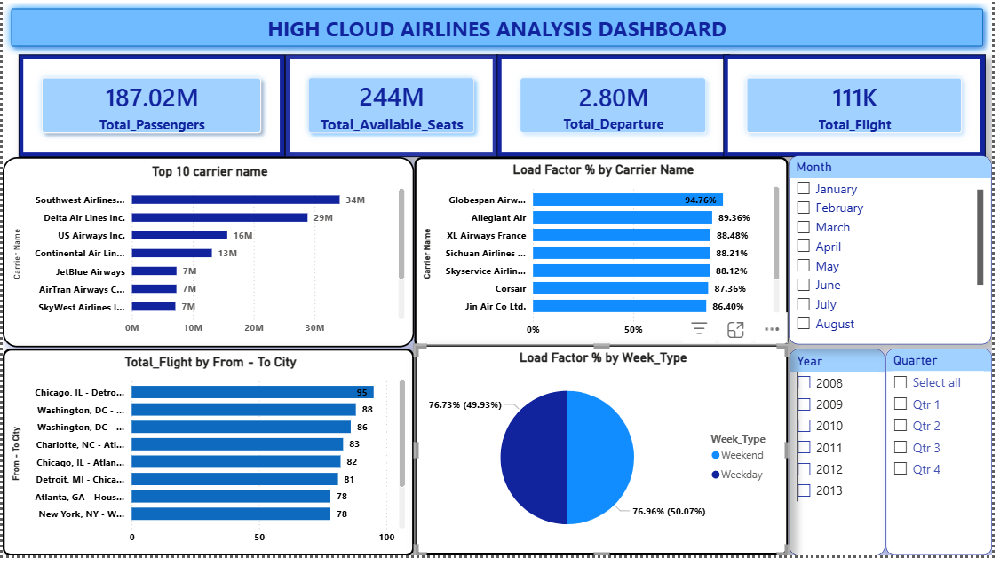 HIGH CLOUD AIRLINES ANALYSIS DASHBOARD
187.02M
Total_Passengers
244M
Total_Available_Seats
2.80M
Total_Departure
111K
Total_Flight
Top 10 carrier name
Carrier Name
Southwest Airlines... 34M
Delta Air Lines Inc. 29M
US Airways Inc. 16M
Continental Air Lin... 13M
JetBlue Airways 7M
AirTran Airways C... 7M
SkyWest Airlines I... 7M
0M 10M 20M 30M
Load Factor % by Carrier Name
Carrier Name
Globespan Airw... 94.76%
Allegiant Air 89.36%
XL Airways France 88.48%
Sichuan Airlines ... 88.21%
Skyservice Airlin... 88.12%
Corsair 87.36%
Jin Air Co Ltd. 86.40%
0% 50%
Month
January
February
March
April
May
June
July
August
Total_Flight by From - To City
From - To City
Chicago, IL - Detro... 95
Washington, DC - ... 88
Washington, DC - ... 86
Charlotte, NC - Atl... 83
Chicago, IL - Atlan... 82
Detroit, MI - Chica... 81
Atlanta, GA - Hous... 78
New York, NY - W... 78
0 50 100
Load Factor % by Week_Type
76.73% (49.93%)
76.96% (50.07%)
Week_Type
Weekend
Weekday
Year
2008
2009
2010
2011
2012
2013
Quarter
Select all
Qtr 1
Qtr 2
Qtr 3
Qtr 4